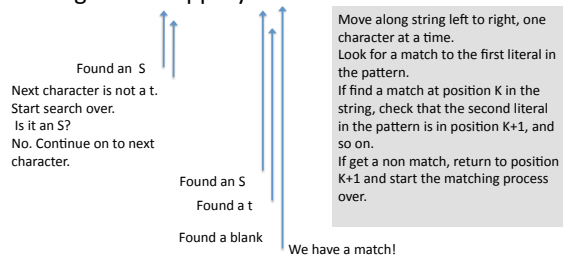 Found an S
Next character is not a t.
Start search over.
Is it an S?
No. Continue on to next
character.
Found an S
Found a t
Found a blank
We have a match!
Move along string left to right, one
character at a time.
Look for a match to the first literal in
the pattern.
If find a match at position K in the
string, check that the second literal
in the pattern is in position K+1, and
so on.
If get a non match, return to position
K+1 and start the matching process
over.